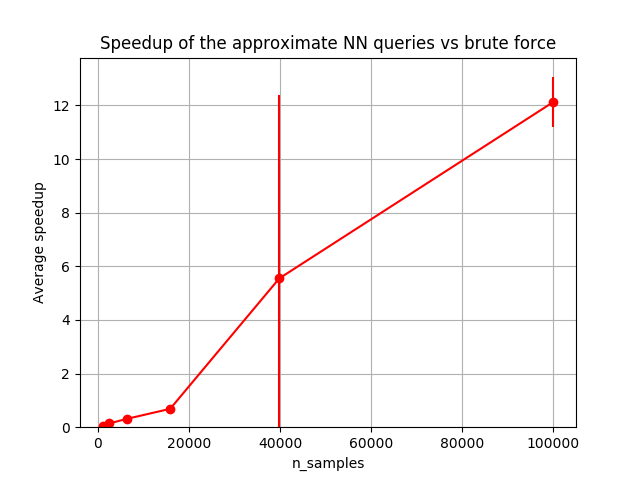 Speedup of the approximate NN queries vs brute force
Average speedup
12
10
8
6
4
2
0
0 20000 40000 60000 80000 100000
n_samples